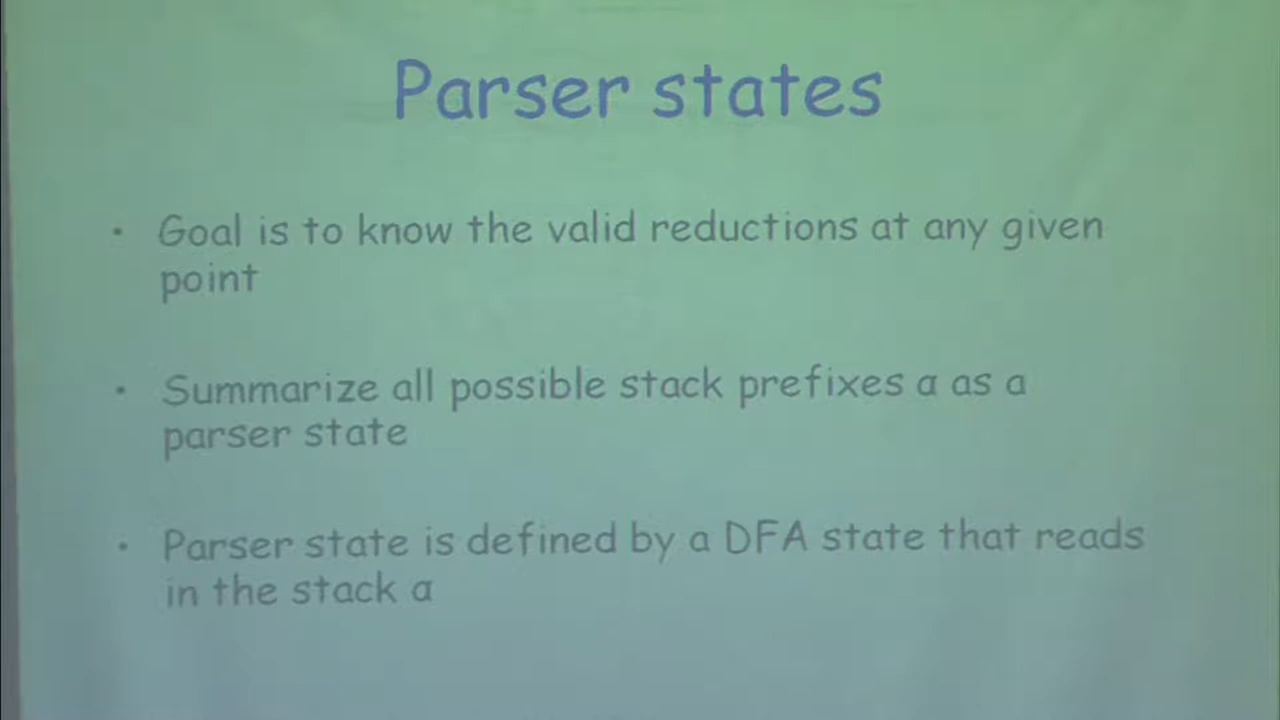 Parser states
• Goal is to know the valid reductions at any given
point
• Summarize all possible stack prefixes α as a
parser state
• Parser state is defined by a DFA state that reads
in the stack α